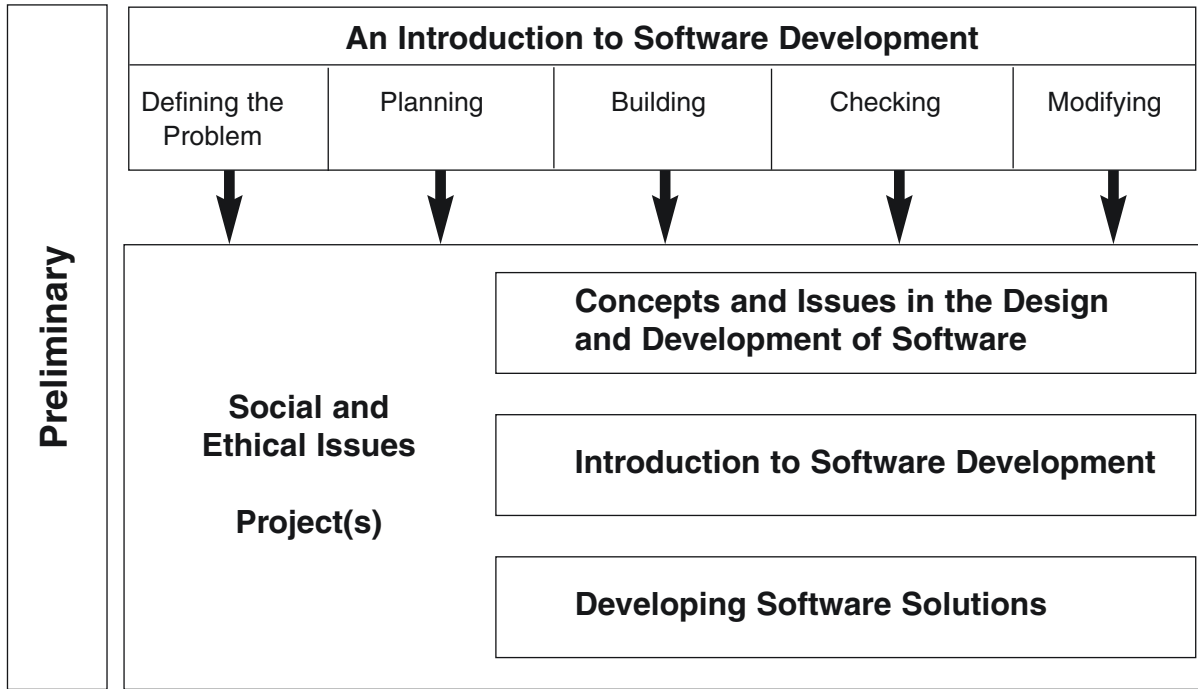 Preliminary
An Introduction to Software Development
Defining the
Problem
Planning
Building
Checking
Modifying
Social and
Ethical Issues
Project(s)
Concepts and Issues in the Design
and Development of Software
Introduction to Software Development
Developing Software Solutions